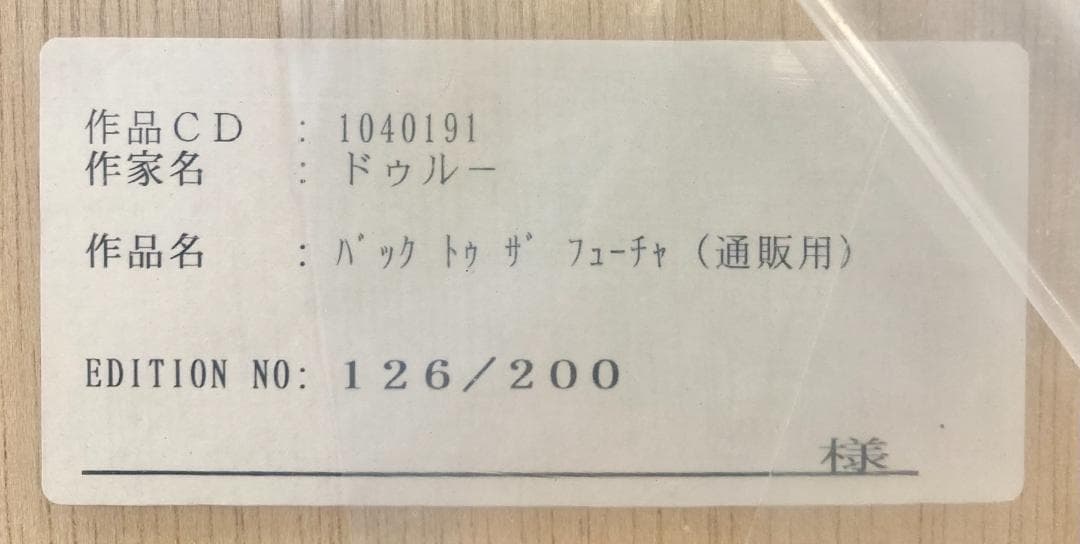 作品ＣＤ : 1040191
作家名 : ドゥルー
作品名 : ﾊﾞｯｸ ﾄｩ ｻﾞ ﾌｭｰﾁｬ（通販用）
EDITION NO: １２６／２００
様